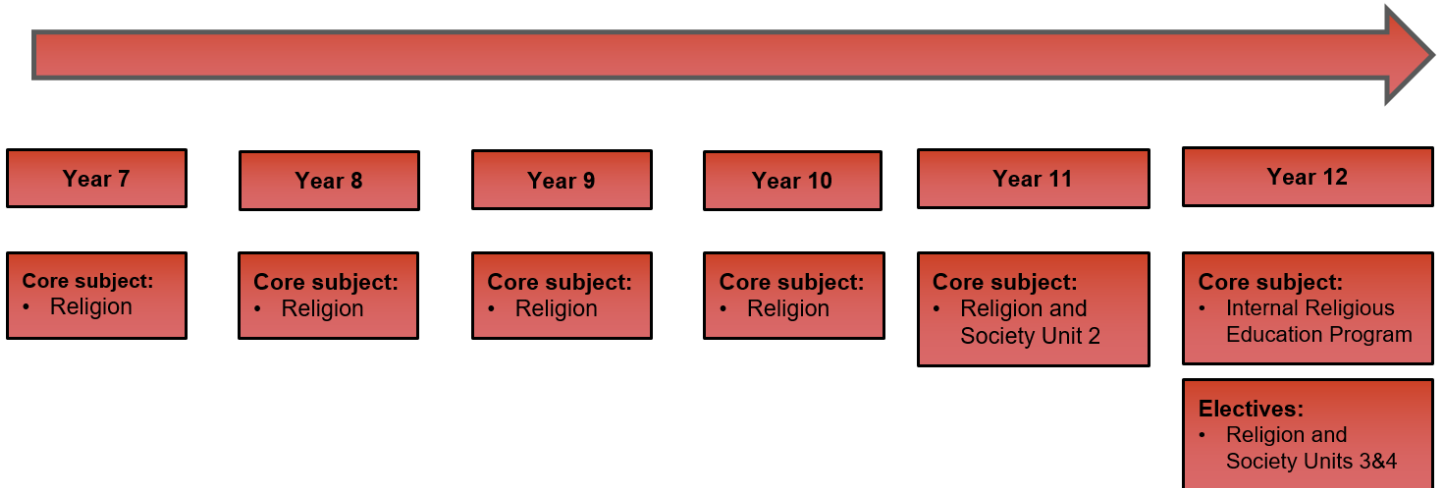 Year 7
Year 8
Year 9
Year 10
Year 11
Year 12
Core subject:
• Religion
Core subject:
• Religion
Core subject:
• Religion
Core subject:
• Religion
Core subject:
• Religion and
Society Unit 2
Core subject:
• Internal Religious
Education Program
Electives:
• Religion and
Society Units 3&4